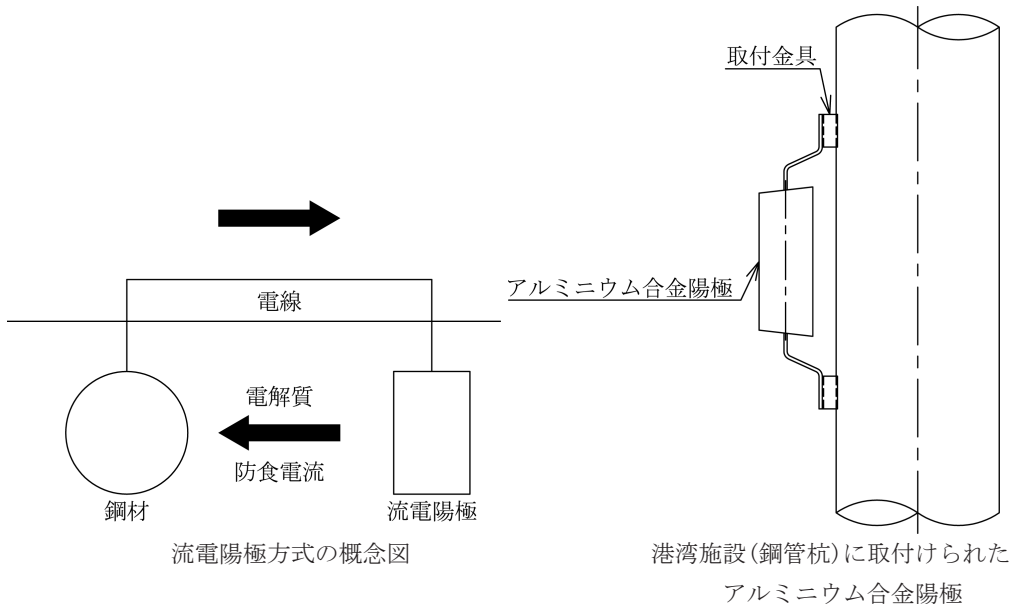 電線
電解質
防食電流
鋼材
流電陽極
流電陽極方式の概念図
取付金具
アルミニウム合金陽極
港湾施設(鋼管杭)に取付けられた
アルミニウム合金陽極